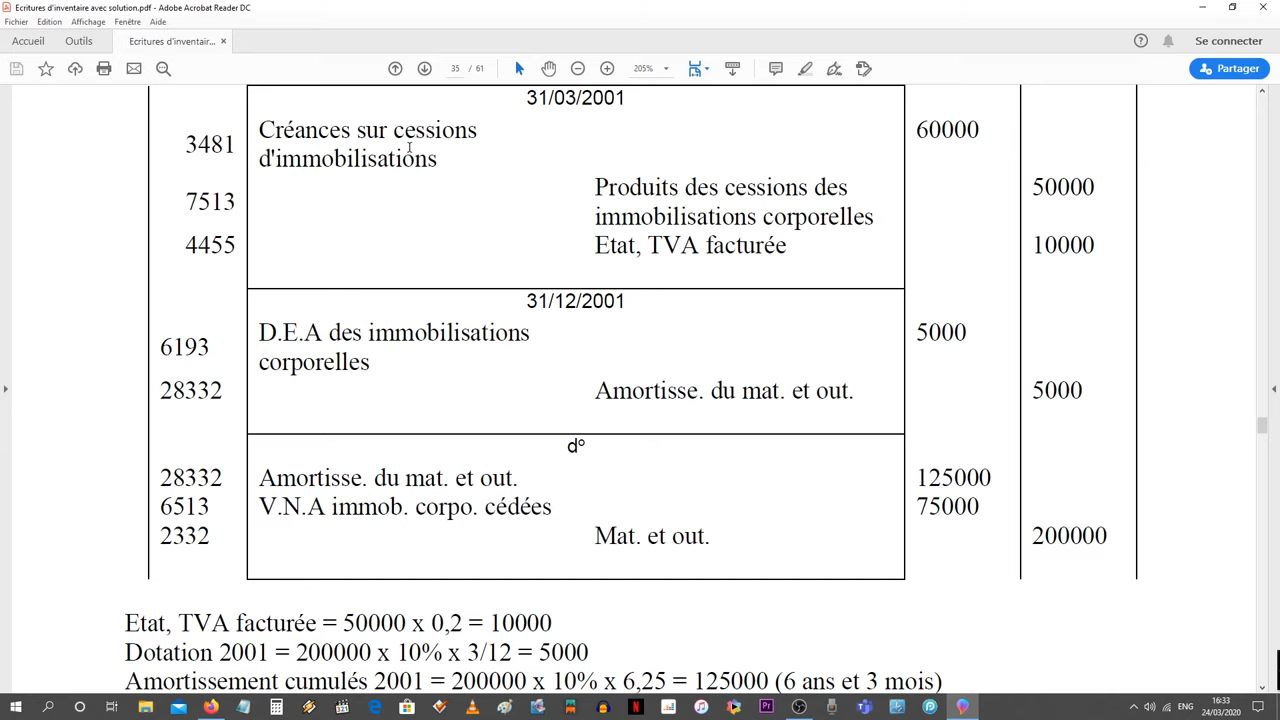 Ecritures d'inventaire avec solution.pdf - Adobe Acrobat Reader DC
Fichier Edition Affichage Fenêtre Aide
Accueil Outils Ecritures d'inventair... × Se connecter
35 / 61 205% Partager
31/03/2001
3481 Créances sur cessions d'immobilisations 60000
7513 Produits des cessions des immobilisations corporelles 50000
4455 Etat, TVA facturée 10000
31/12/2001
6193 D.E.A des immobilisations corporelles 5000
28332 Amortisse. du mat. et out. 5000
d°
28332 Amortisse. du mat. et out. 125000
6513 V.N.A immob. corpo. cédées 75000
2332 Mat. et out. 200000
Etat, TVA facturée = 50000 x 0,2 = 10000
Dotation 2001 = 200000 x 10% x 3/12 = 5000
Amortissement cumulés 2001 = 200000 x 10% x 6,25 = 125000 (6 ans et 3 mois)
ENG 16:33
24/03/2020